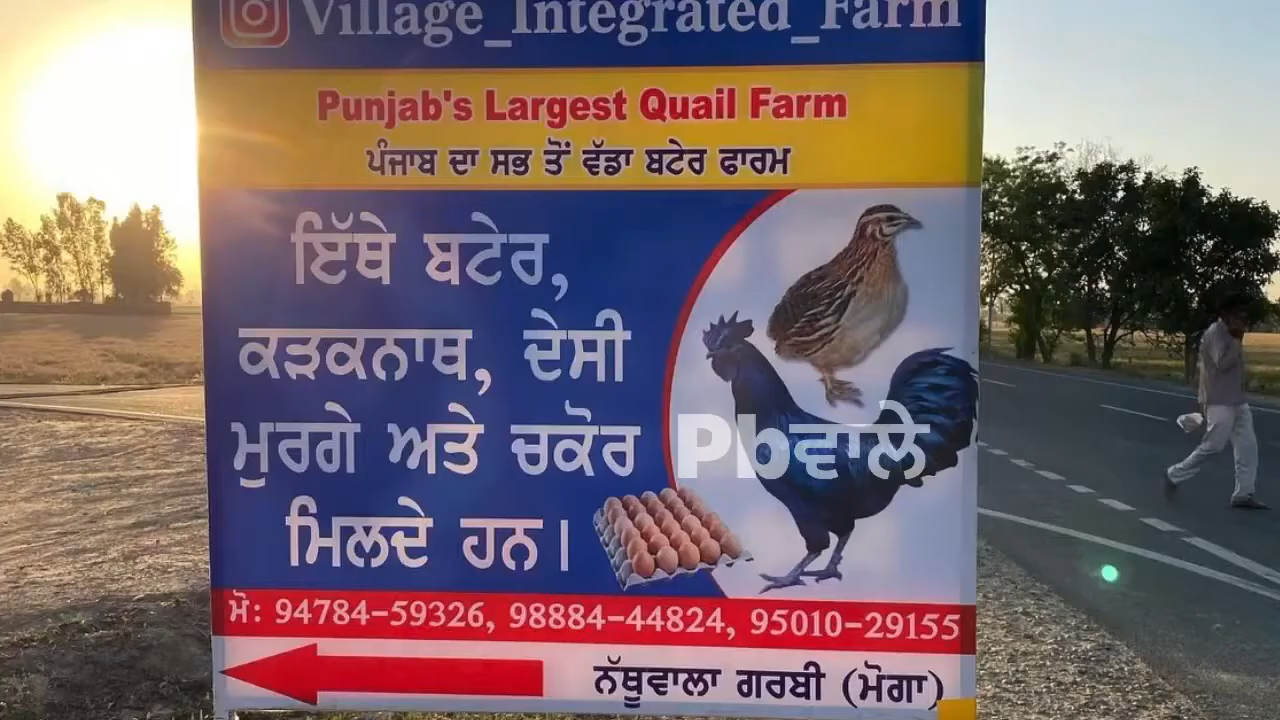 Village_Integrated_Farm
Punjab's Largest Quail Farm
ਪੰਜਾਬ ਦਾ ਸਭ ਤੋਂ ਵੱਡਾ ਬਟੇਰ ਫਾਰਮ
ਇੱਥੇ ਬਟੇਰ,
ਕੜਕਨਾਥ, ਦੇਸੀ
ਮੁਰਗੇ ਅਤੇ ਚਕੋਰ
ਮਿਲਦੇ ਹਨ।
Pbਵਾਲੇ
ਮੋ: 94784-59326, 98884-44824, 95010-29155
ਨੱਥੂਵਾਲਾ ਗਰਬੀ (ਮੋਗਾ)